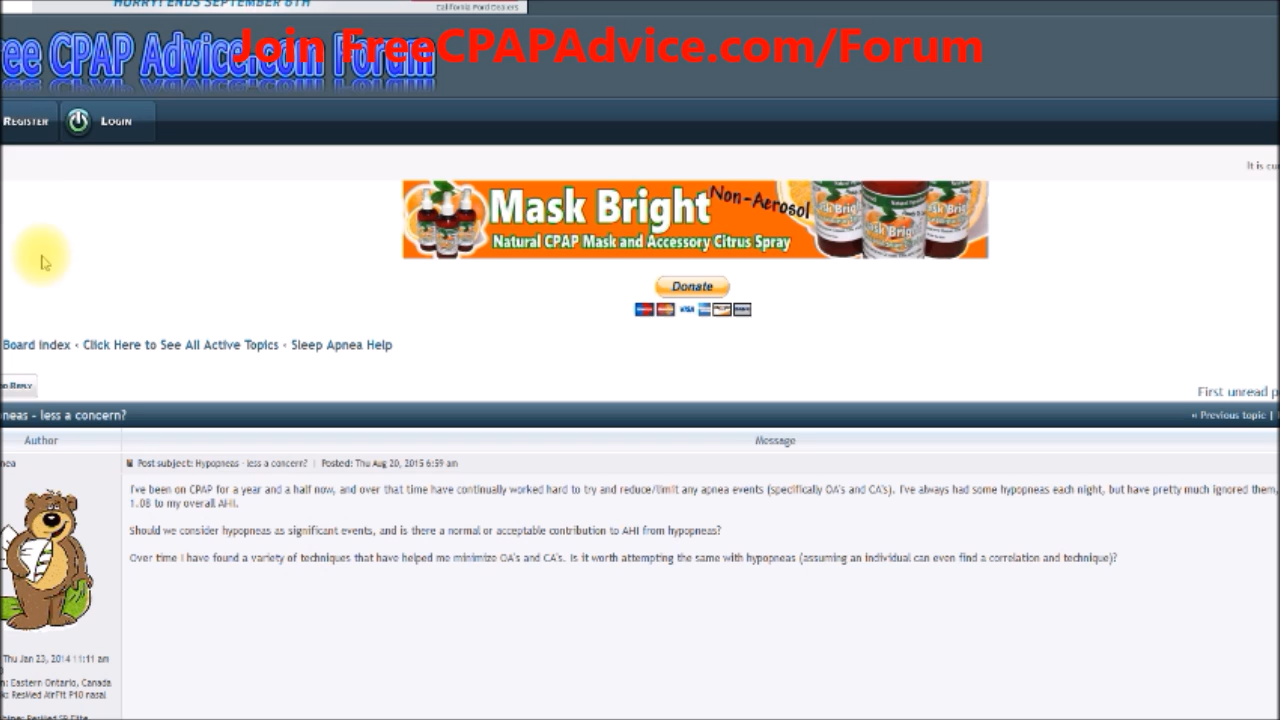 HURRY! ENDS SEPTEMBER 8TH
California Ford Dealers
Join FreeCPAPAdvice.com/Forum
ree CPAP Advice.com Forum
Register Login
It is cu
Mask Bright Non-Aerosol
Natural CPAP Mask and Accessory Citrus Spray
Donate
VISA
Board index ‹ Click Here to See All Active Topics ‹ Sleep Apnea Help
First unread p
neas - less a concern?
« Previous topic |
Author
Message
nea
Post subject: Hypopneas - less a concern? | Posted: Thu Aug 20, 2015 6:59 am
I've been on CPAP for a year and a half now, and over that time have continually worked hard to try and reduce/limit any apnea events (specifically OA's and CA's). I've always had some hypopneas each night, but have pretty much ignored them,
1.08 to my overall AHI.
Should we consider hypopneas as significant events, and is there a normal or acceptable contribution to AHI from hypopneas?
Over time I have found a variety of techniques that have helped me minimize OA's and CA's. Is it worth attempting the same with hypopneas (assuming an individual can even find a correlation and technique)?
Thu Jan 23, 2014 11:11 am
n: Eastern Ontario, Canada
k: ResMed AirFit P10 nasal